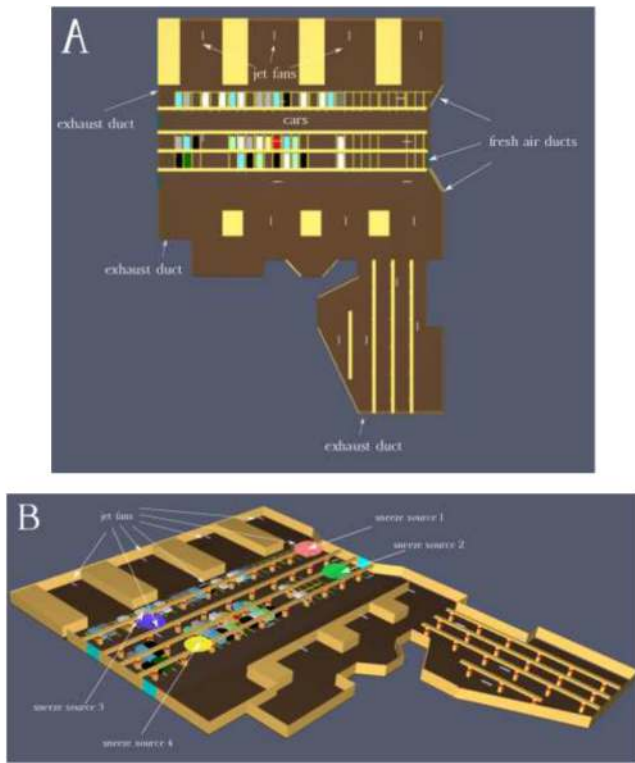 A
jet fans
exhaust duct
cars
fresh air ducts
exhaust duct
exhaust duct
B
jet fans
sneeze source 1
sneeze source 2
sneeze source 3
sneeze source 4